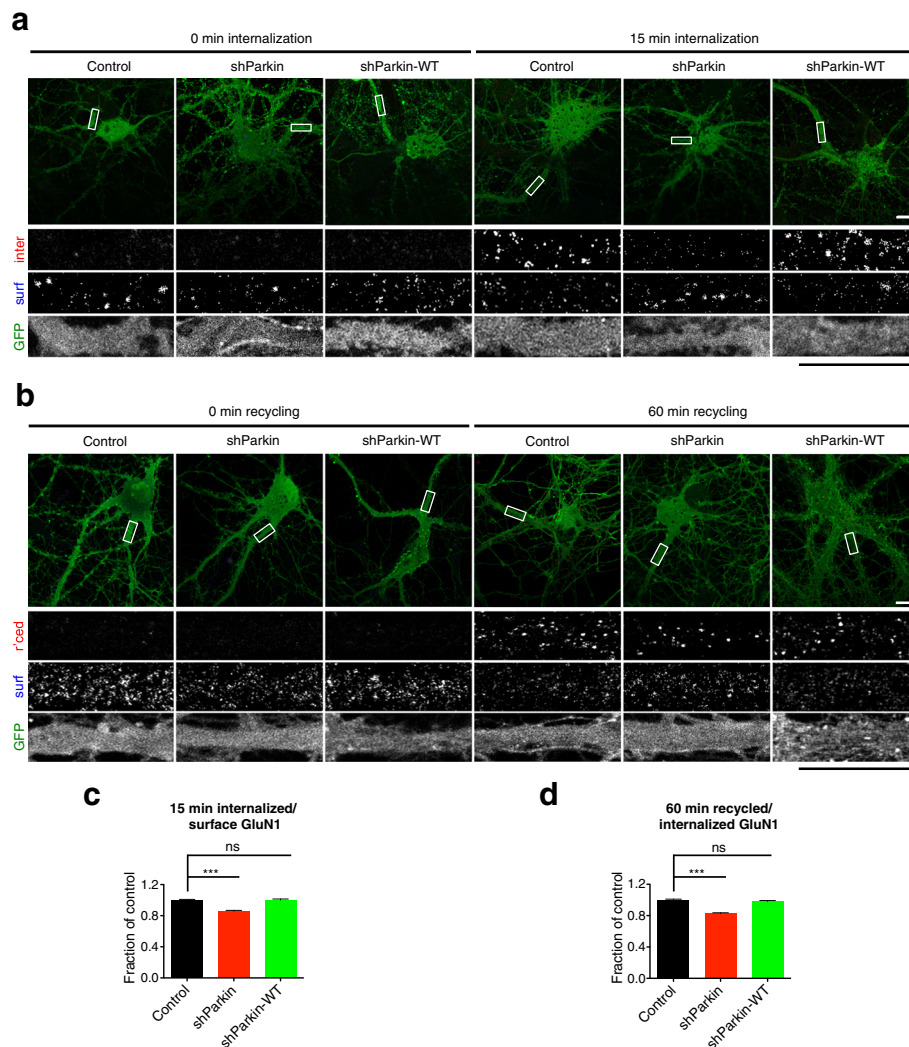 a
0 min internalization 15 min internalization
Control shParkin shParkin-WT Control shParkin shParkin-WT
inter
surf
GFP
b
0 min recycling 60 min recycling
Control shParkin shParkin-WT Control shParkin shParkin-WT
r'ced
surf
GFP
c
15 min internalized/
surface GluN1
ns
***
Fraction of control
1.2
0.8
0.4
0.0
Control shParkin shParkin-WT
d
60 min recycled/
internalized GluN1
ns
***
Fraction of control
1.2
0.8
0.4
0.0
Control shParkin shParkin-WT